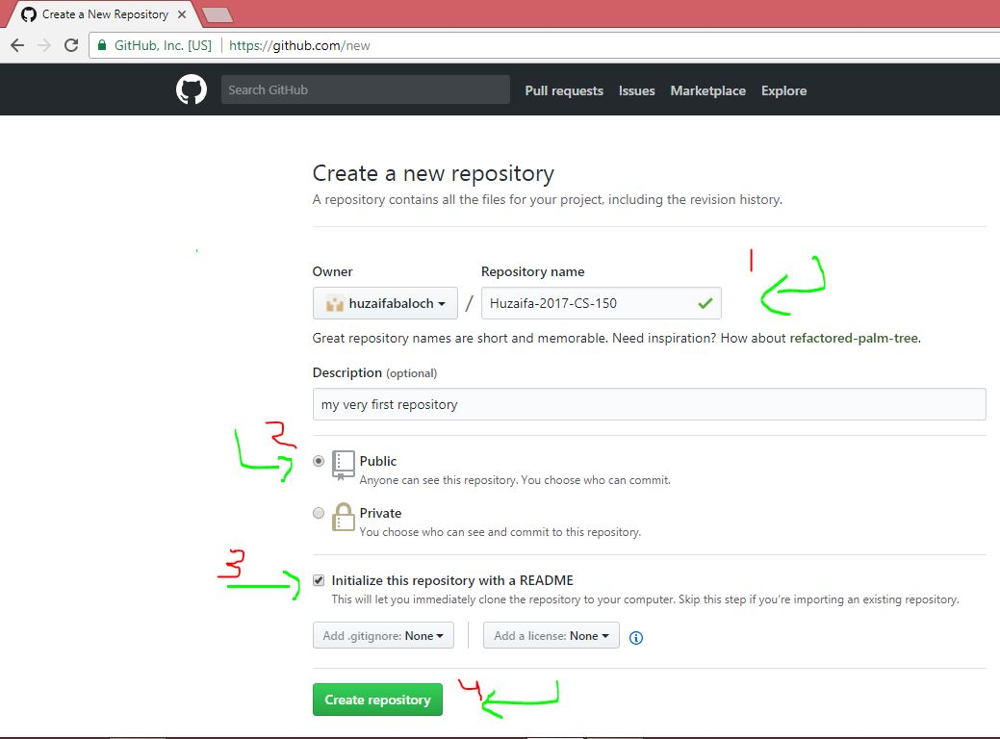 Create a New Repository
GitHub, Inc. [US] https://github.com/new
Search GitHub Pull requests Issues Marketplace Explore
Create a new repository
A repository contains all the files for your project, including the revision history.
1
Owner Repository name
huzaifabaloch / Huzaifa-2017-CS-150
Great repository names are short and memorable. Need inspiration? How about refactored-palm-tree.
Description (optional)
my very first repository
2
Public
Anyone can see this repository. You choose who can commit.
Private
You choose who can see and commit to this repository.
3
Initialize this repository with a README
This will let you immediately clone the repository to your computer. Skip this step if you’re importing an existing repository.
Add .gitignore: None Add a license: None
4
Create repository